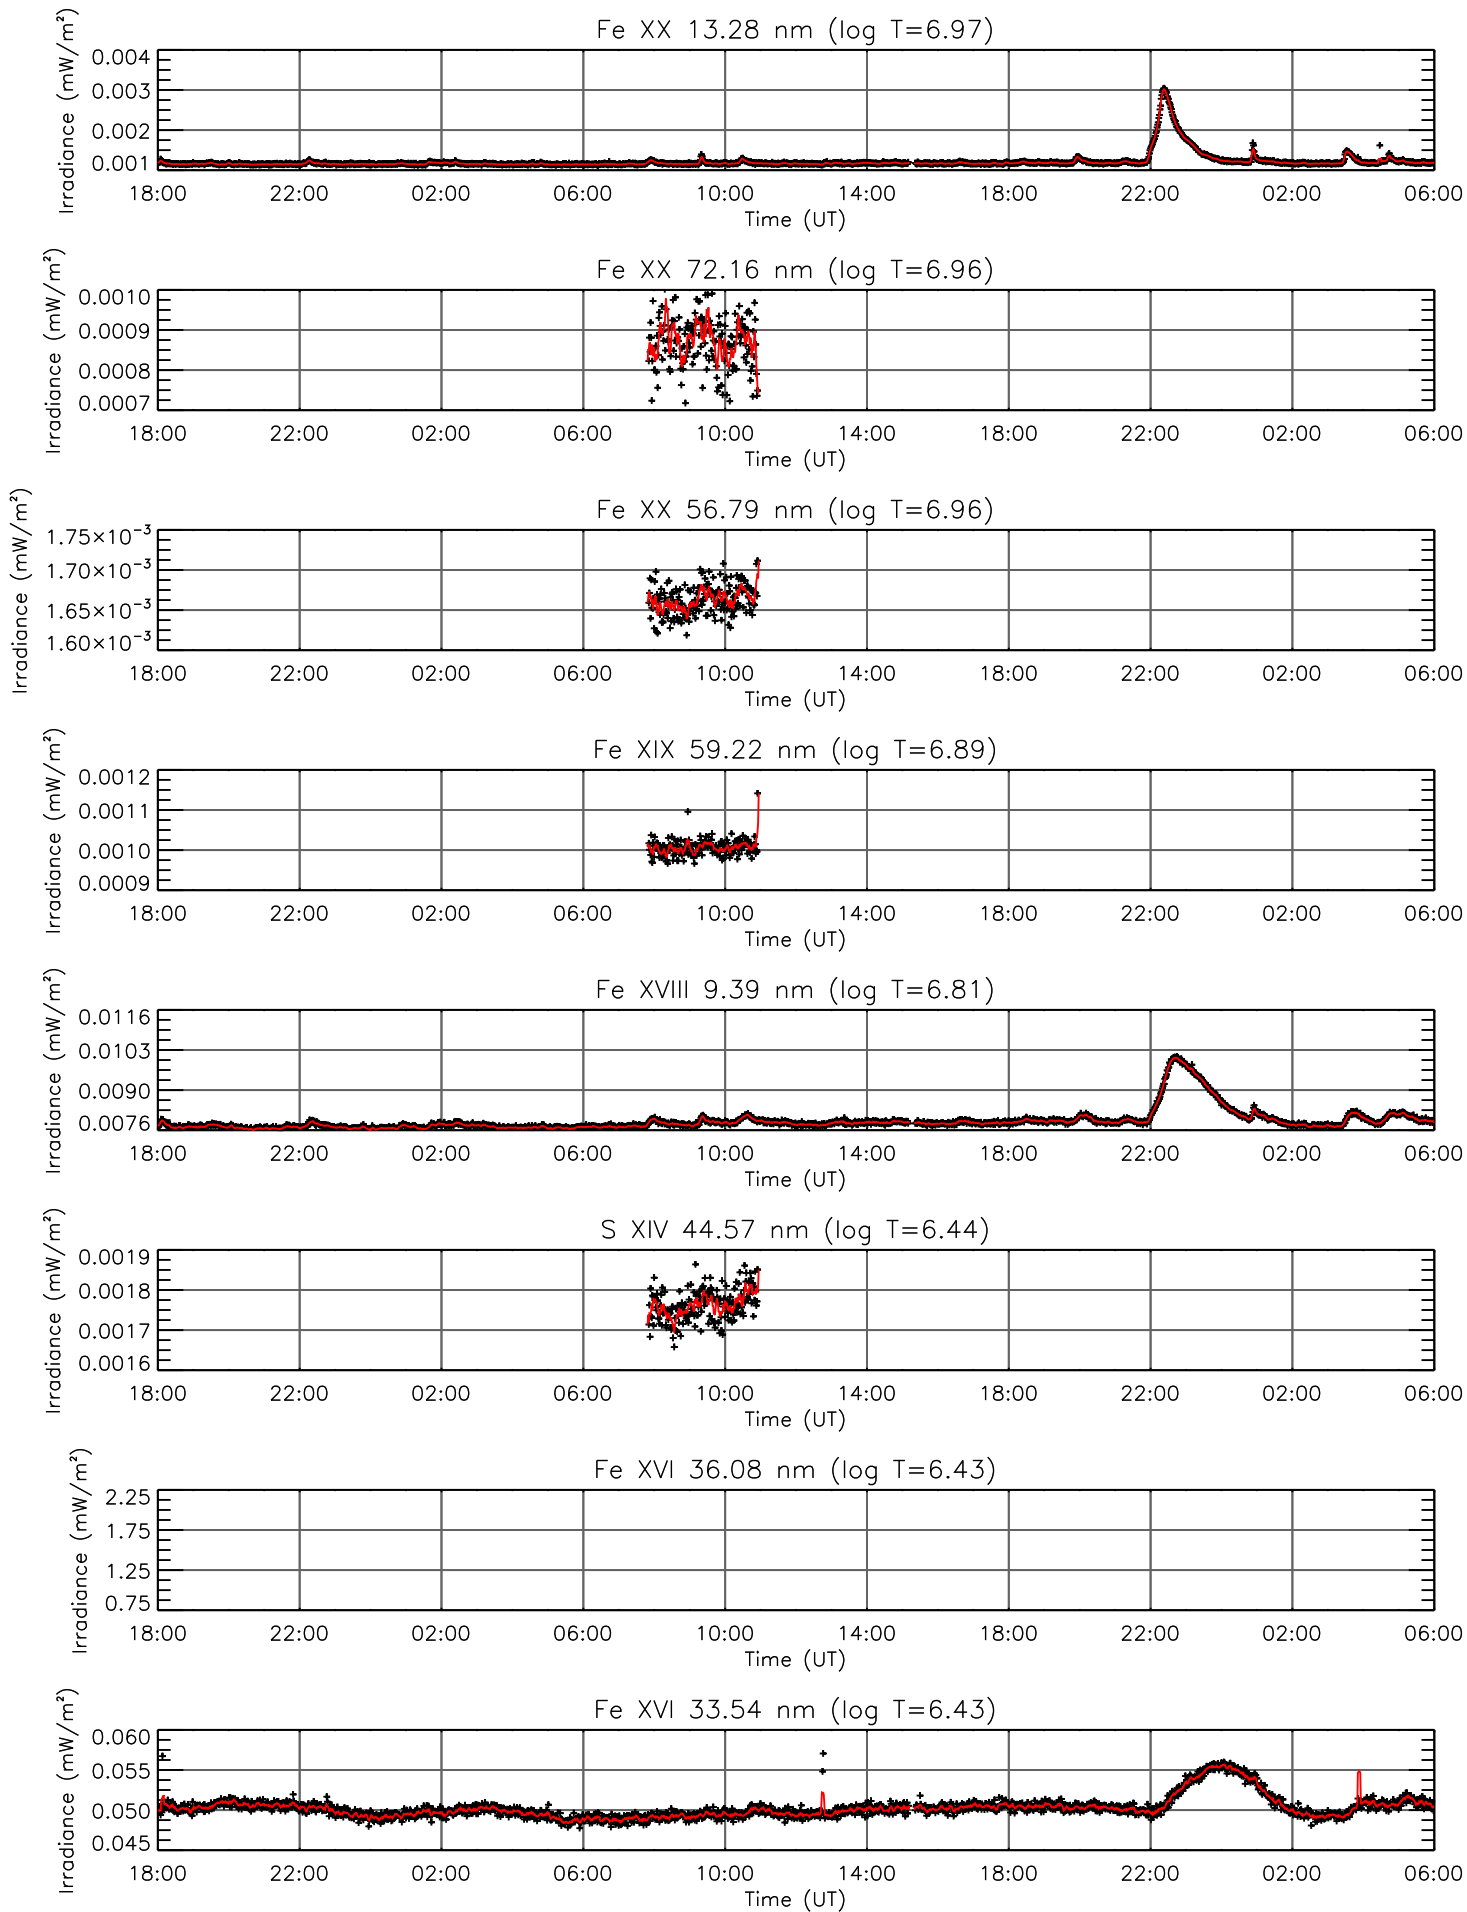 Fe XX 13.28 nm (log T=6.97)
Irradiance (mW/m²)
0.004
0.003
0.002
0.001
18:00 22:00 02:00 06:00 10:00 14:00 18:00 22:00 02:00 06:00
Time (UT)
Fe XX 72.16 nm (log T=6.96)
Irradiance (mW/m²)
0.0010
0.0009
0.0008
0.0007
18:00 22:00 02:00 06:00 10:00 14:00 18:00 22:00 02:00 06:00
Time (UT)
Fe XX 56.79 nm (log T=6.96)
Irradiance (mW/m²)
1.75×10⁻³
1.70×10⁻³
1.65×10⁻³
1.60×10⁻³
18:00 22:00 02:00 06:00 10:00 14:00 18:00 22:00 02:00 06:00
Time (UT)
Fe XIX 59.22 nm (log T=6.89)
Irradiance (mW/m²)
0.0012
0.0011
0.0010
0.0009
18:00 22:00 02:00 06:00 10:00 14:00 18:00 22:00 02:00 06:00
Time (UT)
Fe XVIII 9.39 nm (log T=6.81)
Irradiance (mW/m²)
0.0116
0.0103
0.0090
0.0076
18:00 22:00 02:00 06:00 10:00 14:00 18:00 22:00 02:00 06:00
Time (UT)
S XIV 44.57 nm (log T=6.44)
Irradiance (mW/m²)
0.0019
0.0018
0.0017
0.0016
18:00 22:00 02:00 06:00 10:00 14:00 18:00 22:00 02:00 06:00
Time (UT)
Fe XVI 36.08 nm (log T=6.43)
Irradiance (mW/m²)
2.25
1.75
1.25
0.75
18:00 22:00 02:00 06:00 10:00 14:00 18:00 22:00 02:00 06:00
Time (UT)
Fe XVI 33.54 nm (log T=6.43)
Irradiance (mW/m²)
0.060
0.055
0.050
0.045
18:00 22:00 02:00 06:00 10:00 14:00 18:00 22:00 02:00 06:00
Time (UT)